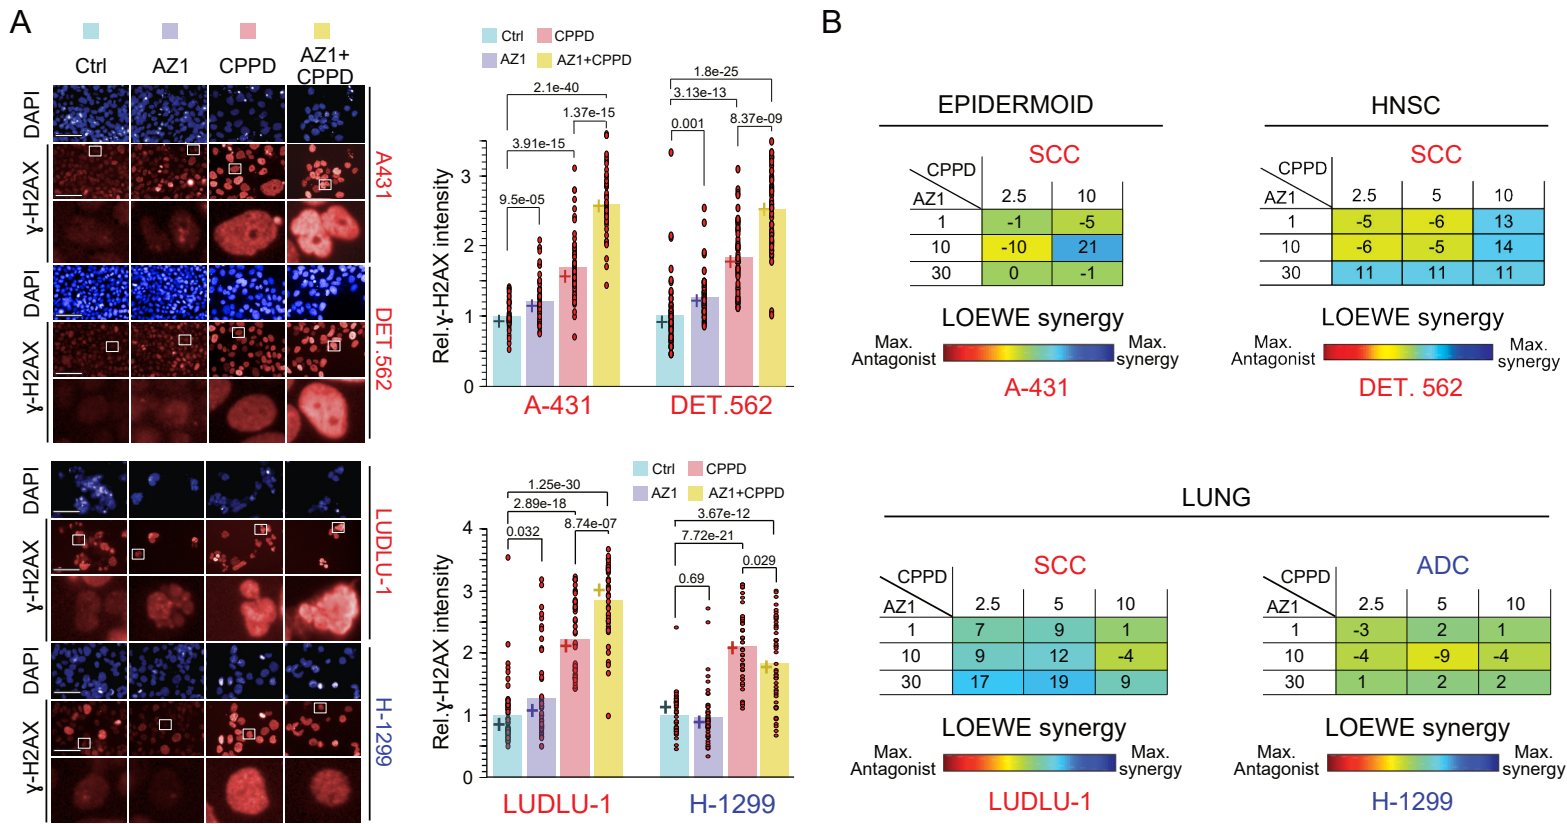 A
Ctrl
AZ1
CPPD
AZ1+
CPPD
DAPI
γ-H2AX
A431
DAPI
γ-H2AX
DET.562
DAPI
γ-H2AX
LUDLU-1
DAPI
γ-H2AX
H-1299
Ctrl CPPD
AZ1 AZ1+CPPD
1.8e-25
2.1e-40
3.13e-13
1.37e-15
8.37e-09
3.91e-15
0.001
9.5e-05
Rel.γ-H2AX intensity
3
2
1
0
A-431
DET.562
Ctrl CPPD
AZ1 AZ1+CPPD
1.25e-30
2.89e-18
8.74e-07
0.032
3.67e-12
7.72e-21
0.029
0.69
Rel.γ-H2AX intensity
4
3
2
1
0
LUDLU-1
H-1299
B
EPIDERMOID
SCC
CPPD
AZ1
2.5 10
1 -1 -5
10 -10 21
30 0 -1
LOEWE synergy
Max.
Antagonist
Max.
synergy
A-431
HNSC
SCC
CPPD
AZ1
2.5 5 10
1 -5 -6 13
10 -6 -5 14
30 11 11 11
LOEWE synergy
Max.
Antagonist
Max.
synergy
DET. 562
LUNG
SCC
CPPD
AZ1
2.5 5 10
1 7 9 1
10 9 12 -4
30 17 19 9
LOEWE synergy
Max.
Antagonist
Max.
synergy
LUDLU-1
ADC
CPPD
AZ1
2.5 5 10
1 -3 2 1
10 -4 -9 -4
30 1 2 2
LOEWE synergy
Max.
Antagonist
Max.
synergy
H-1299